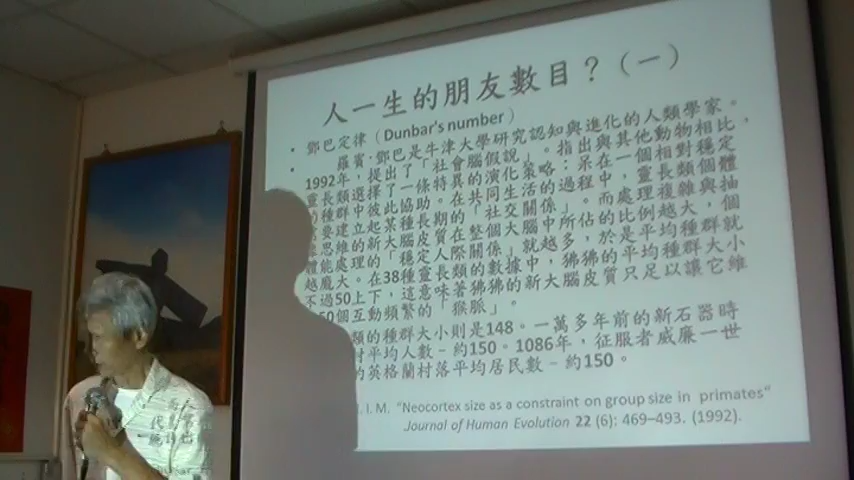 人一生的朋友數目？（一）
• 鄧巴定律（Dunbar's number）
• 羅賓·鄧巴是牛津大學研究認知與進化的人類學家。
1992年，提出了「社會腦假說」。指出與其他動物相比，
靈長類選擇了一條特異的演化策略：呆在一個相對穩定
的種群中彼此協助。在共同生活的過程中，靈長類個體
需要建立起某種長期的「社交關係」。而處理複雜與抽
思維的新大腦皮質在整個大腦中所佔的比例越大，個
體能處理的「穩定人際關係」就越多，於是平均種群就
越龐大。在38種靈長類的數據中，狒狒的平均種群大小
不過50上下，這意味著狒狒的新大腦皮質只足以讓它維
50個互動頻繁的「猴脈」。
類的種群大小則是148。一萬多年前的新石器時
村平均人數–約150。1086年，征服者威廉一世
的英格蘭村落平均居民數–約150。
. I. M. "Neocortex size as a constraint on group size in primates"
Journal of Human Evolution 22 (6): 469–493. (1992).